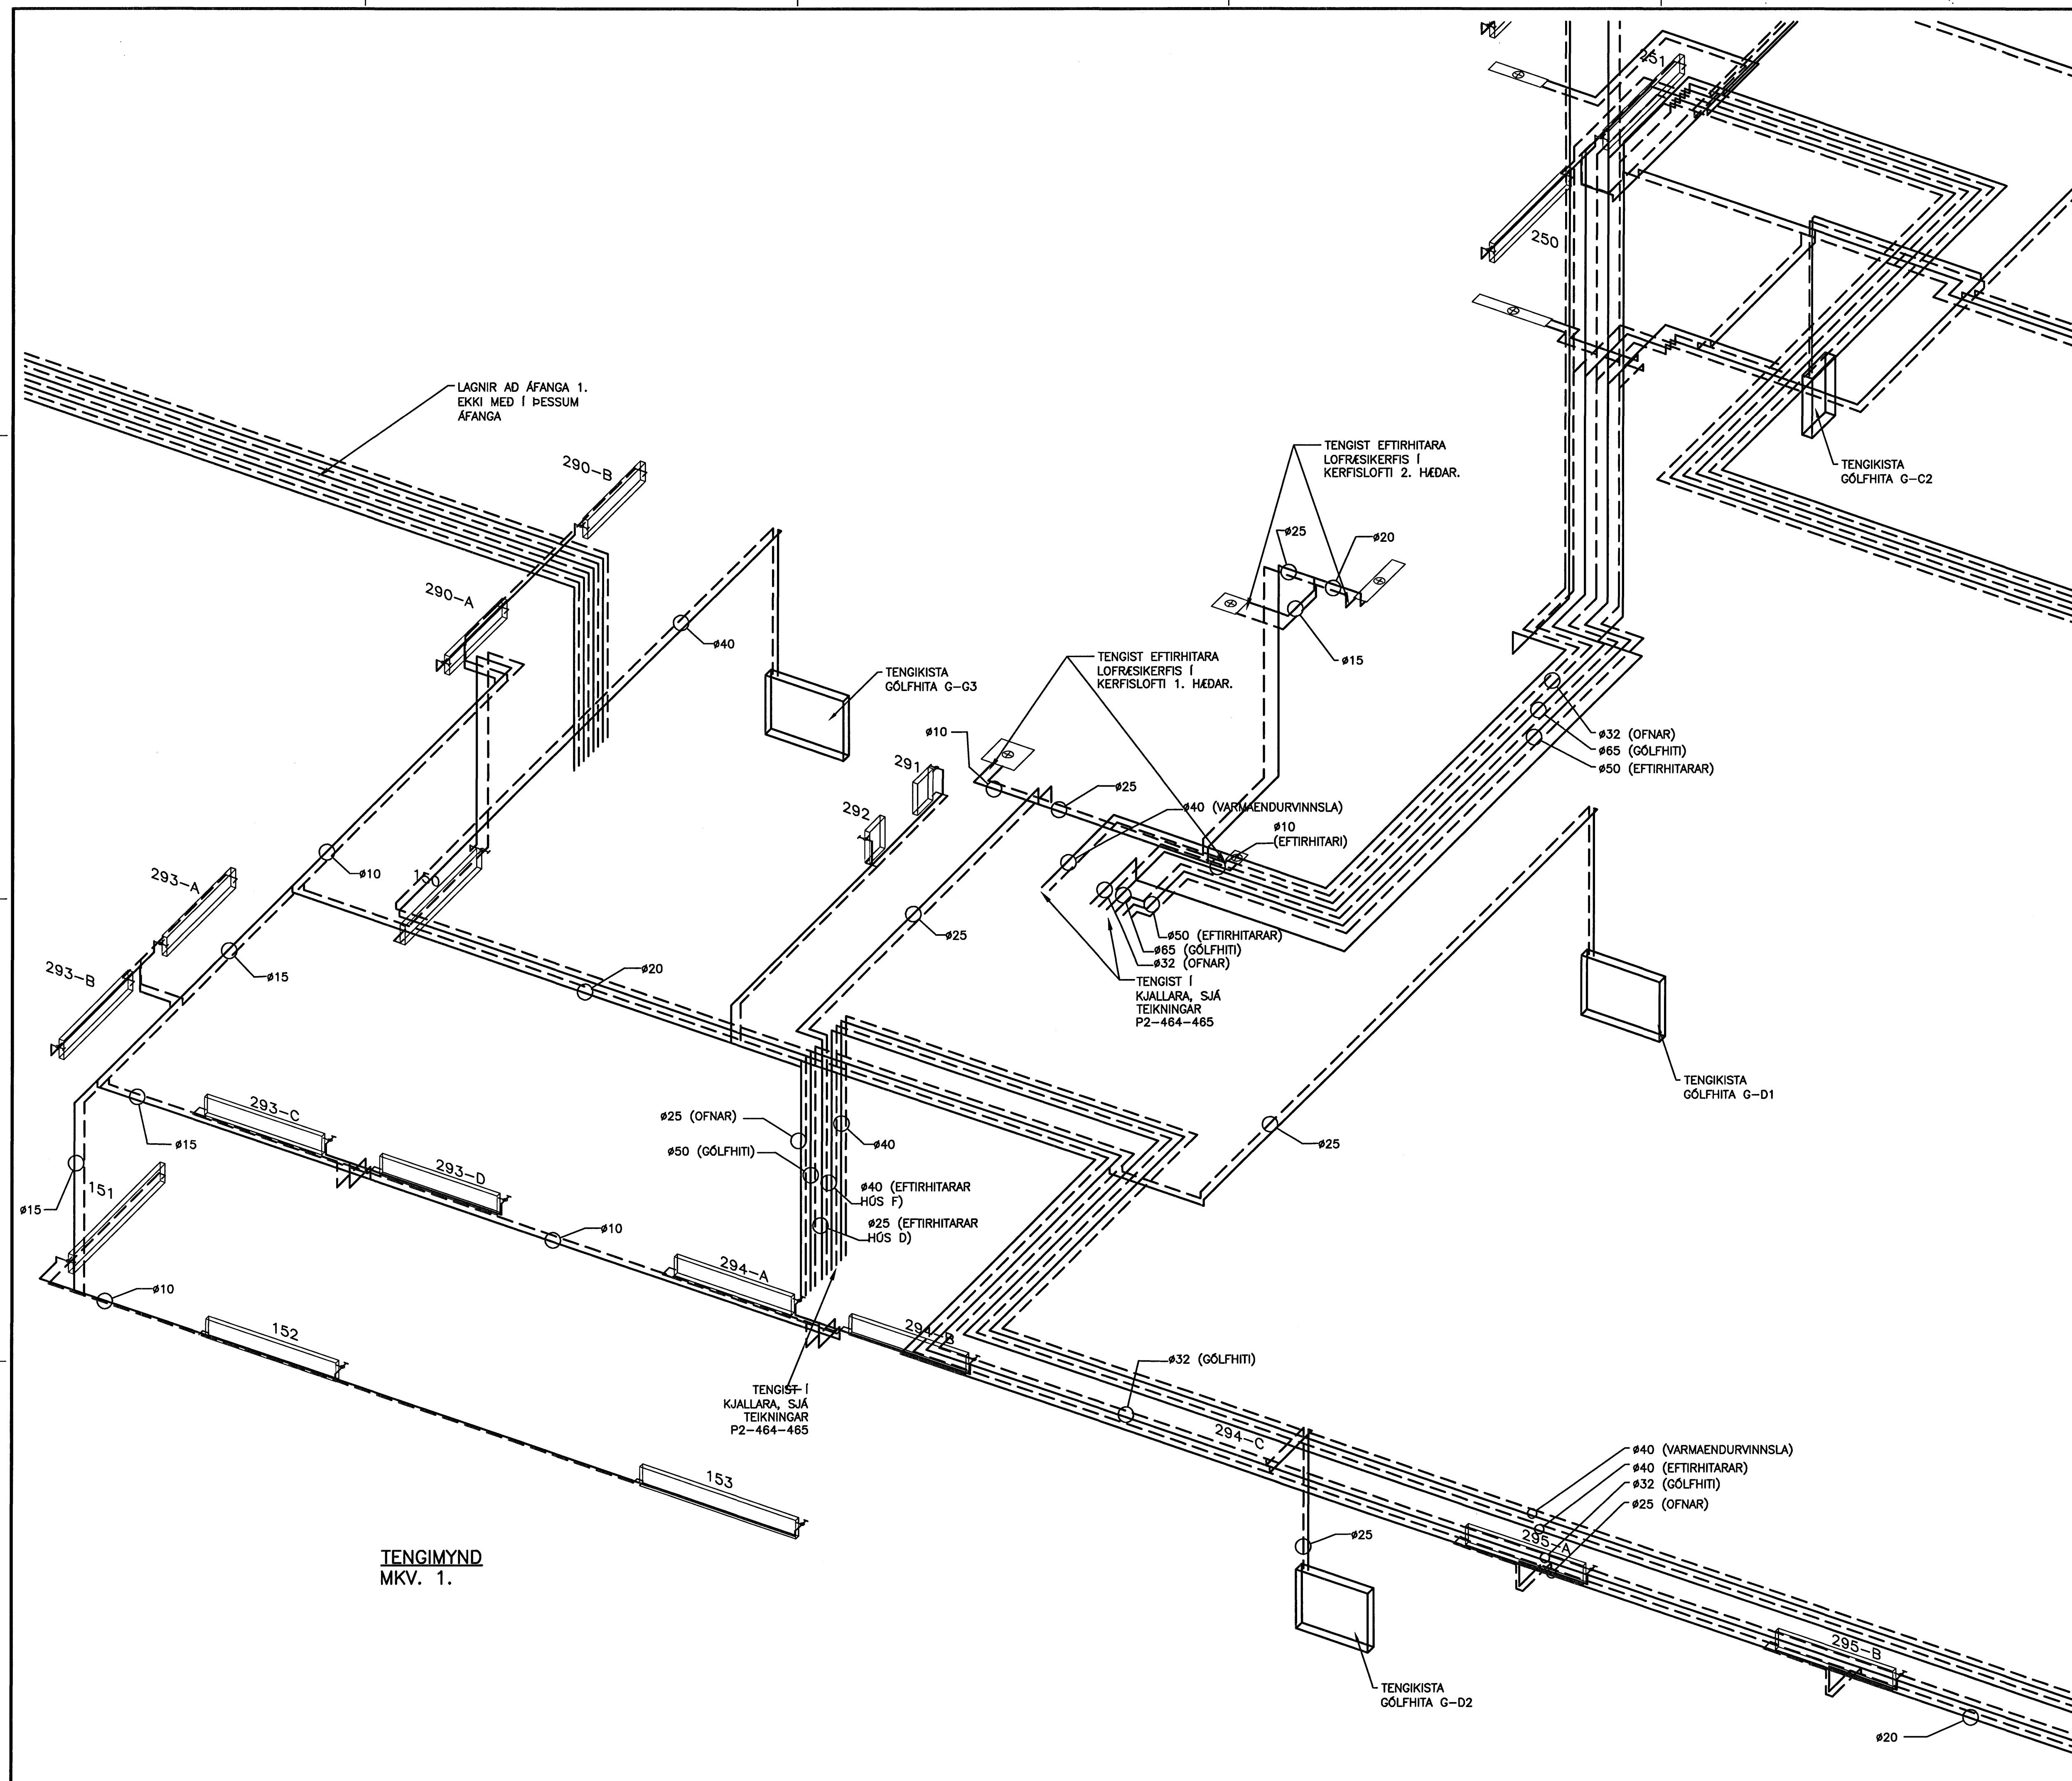 251
250
LAGNIR AÐ ÁFANGA 1.
EKKI MEÐ Í ÞESSUM
ÁFANGA
290-B
TENGIST EFTIRHITARA
LOFRÆSIKERFIS Í
KERFISLOFTI 2. HÆÐAR.
TENGIKISTA
GÓLFHITA G-C2
ø25
ø20
290-A
ø40
ø15
TENGIST EFTIRHITARA
LOFRÆSIKERFIS Í
KERFISLOFTI 1. HÆÐAR.
TENGIKISTA
GÓLFHITA G-G3
ø10
ø32 (OFNAR)
ø65 (GÓLFHITI)
ø50 (EFTIRHITARAR)
291
292
ø25
ø40 (VARMAENDURVINNSLA)
ø10
(EFTIRHITARI)
ø10
150
293-A
ø25
ø50 (EFTIRHITARAR)
ø65 (GÓLFHITI)
ø32 (OFNAR)
293-B
ø15
ø20
TENGIST Í
KJALLARA, SJÁ
TEIKNINGAR
P2-464-465
TENGIKISTA
GÓLFHITA G-D1
293-C
ø15
ø25 (OFNAR)
ø40
ø50 (GÓLFHITI)
ø25
293-D
151
ø15
ø40 (EFTIRHITARAR
HÚS F)
ø25 (EFTIRHITARAR
HÚS D)
ø10
294-A
ø10
152
294-B
ø32 (GÓLFHITI)
TENGIST Í
KJALLARA, SJÁ
TEIKNINGAR
P2-464-465
294-C
153
ø40 (VARMAENDURVINNSLA)
ø40 (EFTIRHITARAR)
ø32 (GÓLFHITI)
ø25 (OFNAR)
ø25
295-A
TENGIMYND
MKV. 1.
295-B
TENGIKISTA
GÓLFHITA G-D2
ø20